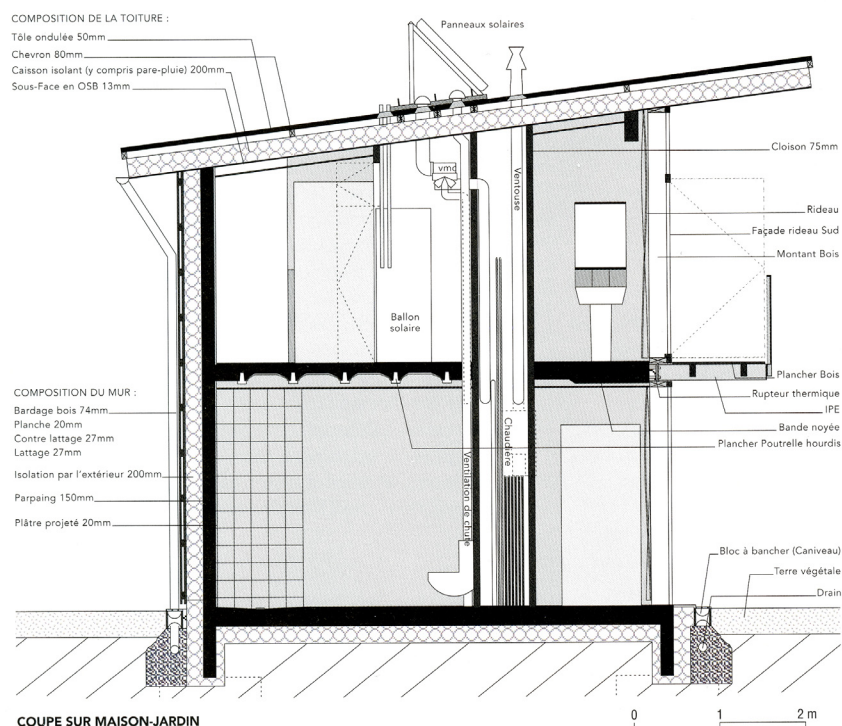 COMPOSITION DE LA TOITURE :
Tôle ondulée 50mm
Chevron 80mm
Caisson isolant (y compris pare-pluie) 200mm
Sous-Face en OSB 13mm
Panneaux solaires
vmc
Ventouse
Cloison 75mm
Rideau
Façade rideau Sud
Montant Bois
Ballon
solaire
COMPOSITION DU MUR :
Bardage bois 74mm
Planche 20mm
Contre lattage 27mm
Lattage 27mm
Isolation par l'extérieur 200mm
Parpaing 150mm
Plâtre projeté 20mm
Plancher Bois
Rupteur thermique
IPE
Bande noyée
Plancher Poutrelle hourdis
Chaudière
Ventilation de chute
Bloc à bancher (Caniveau)
Terre végétale
Drain
COUPE SUR MAISON-JARDIN
0 1 2 m